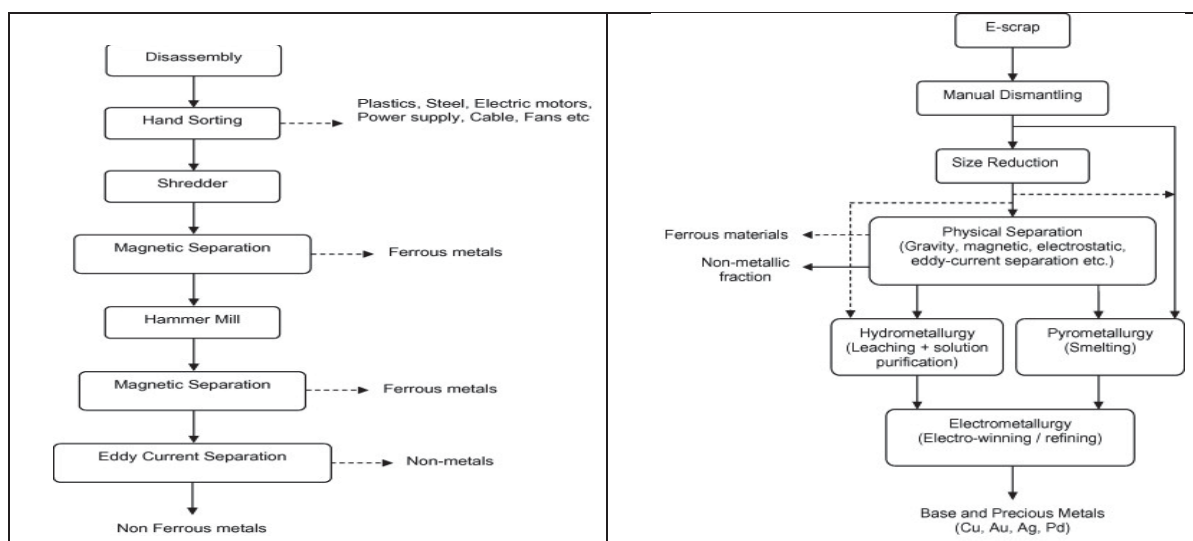 Disassembly
Hand Sorting
Plastics, Steel, Electric motors,
Power supply, Cable, Fans etc
Shredder
Magnetic Separation
Ferrous metals
Hammer Mill
Magnetic Separation
Ferrous metals
Eddy Current Separation
Non-metals
Non Ferrous metals
E-scrap
Manual Dismantling
Size Reduction
Ferrous materials
Non-metallic
fraction
Physical Separation
(Gravity, magnetic, electrostatic,
eddy-current separation etc.)
Hydrometallurgy
(Leaching + solution
purification)
Pyrometallurgy
(Smelting)
Electrometallurgy
(Electro-winning / refining)
Base and Precious Metals
(Cu, Au, Ag, Pd)